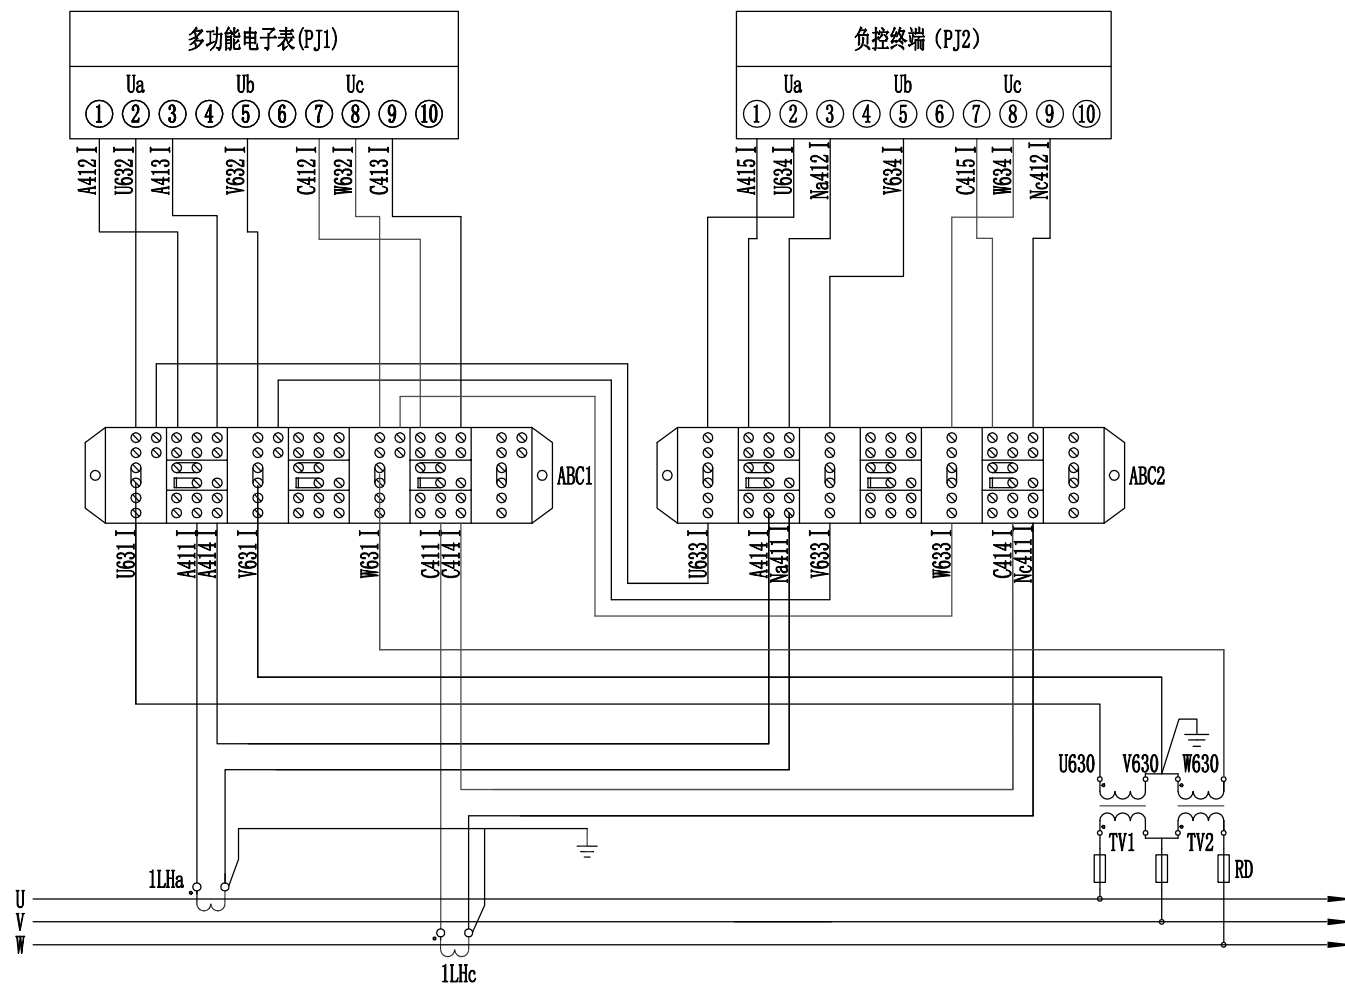 多功能电子表(PJ1)
负控终端（PJ2）
Ua Ub Uc
1 2 3 4 5 6 7 8 9 10
Ua Ub Uc
1 2 3 4 5 6 7 8 9 10
A412 I
U632 I
A413 I
V632 I
C412 I
W632 I
C413 I
A415 I
U634 I
Na412 I
V634 I
C415 I
W634 I
Nc412 I
ABC1
ABC2
U631 I
A411 I
A414 I
V631 I
W631 I
C411 I
C414 I
U633 I
A414 I
Na411 I
V633 I
W633 I
C414 I
Nc411 I
U630 V630 W630
TV1 TV2
RD
1LHa
U
V
W
1LHc